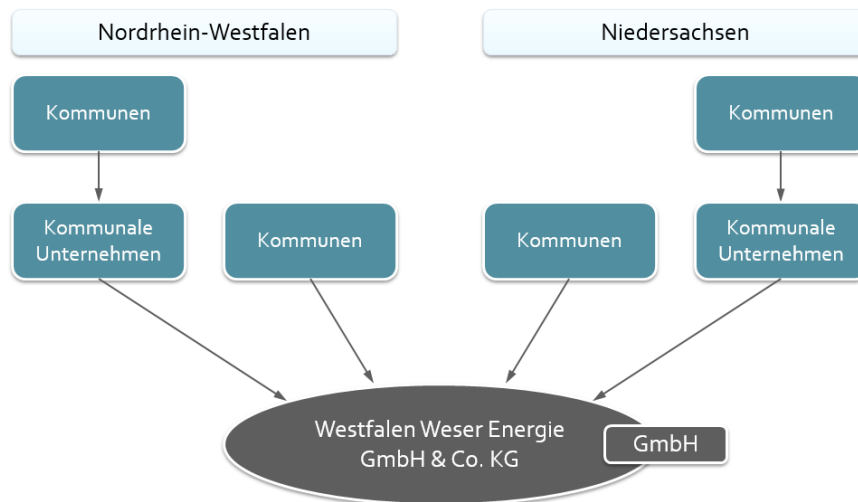 Nordrhein-Westfalen
Niedersachsen
Kommunen
Kommunen
Kommunale
Unternehmen
Kommunen
Kommunen
Kommunale
Unternehmen
Westfalen Weser Energie
GmbH & Co. KG
GmbH